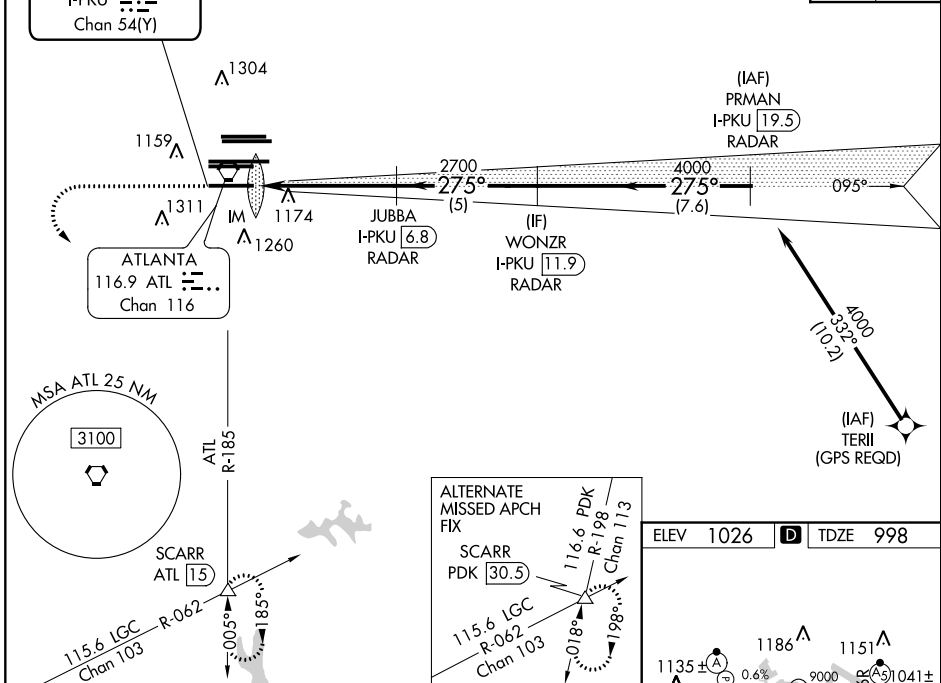 I-PKU
Chan 54(Y)
1304
1159
1311
IM
1174
1260
ATLANTA
116.9 ATL
Chan 116
(IAF)
PRMAN
I-PKU 19.5
RADAR
2700
275°
(5)
4000
275°
(7.6)
095°
JUBBA
I-PKU 6.8
RADAR
(IF)
WONZR
I-PKU 11.9
RADAR
4000
332°
(10.2)
(IAF)
TERII
(GPS REQD)
MSA ATL 25 NM
3100
ATL
R-185
SCARR
ATL 15
115.6 LGC
R-062
Chan 103
005°
185°
ALTERNATE
MISSED APCH
FIX
SCARR
PDK 30.5
116.6 PDK
R-198
Chan 113
115.6 LGC
R-062
Chan 103
018°
198°
ELEV 1026 D TDZE 998
1186
1151
1135±
A
P
0.6%
9000
A5
1041±